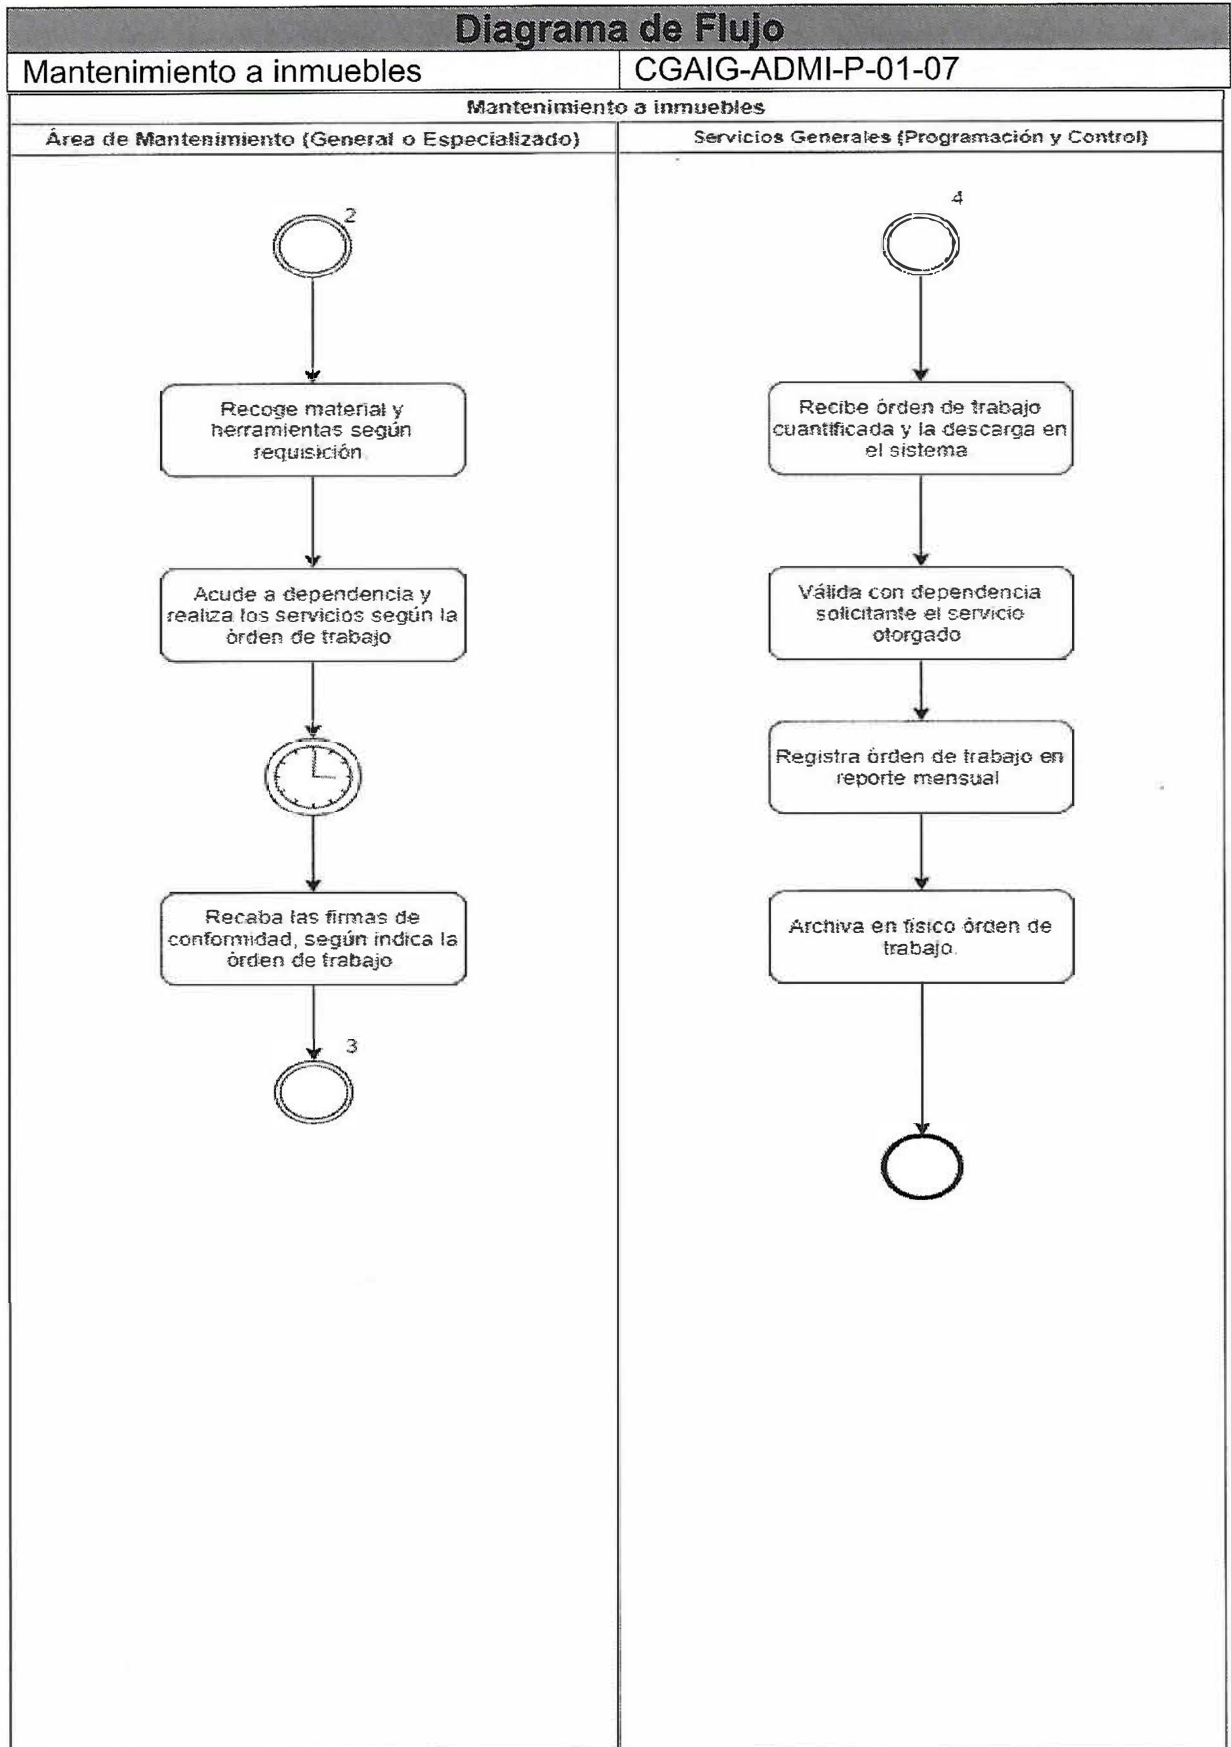 Diagrama de Flujo
Mantenimiento a inmuebles
CGAIG-ADMI-P-01-07
Mantenimiento a inmuebles
Área de Mantenimiento (General o Especializado)
Servicios Generales (Programación y Control)
2
Recoge material y
herramientas según
requisición.
Acude a dependencia y
realiza los servicios según la
órden de trabajo
Recaba las firmas de
conformidad, según indica la
órden de trabajo
3
4
Recibe órden de trabajo
cuantificada y la descarga en
el sistema
Válida con dependencia
solicitante el servicio
otorgado
Registra órden de trabajo en
reporte mensual
Archiva en físico órden de
trabajo.